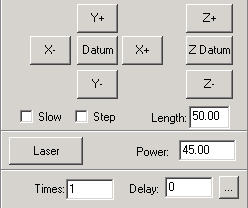 Y+ Z+
X- Datum X+ Z Datum
Y- Z-
Slow Step Length: 50.00
Laser Power: 45.00
Times: 1 Delay: 0 ...